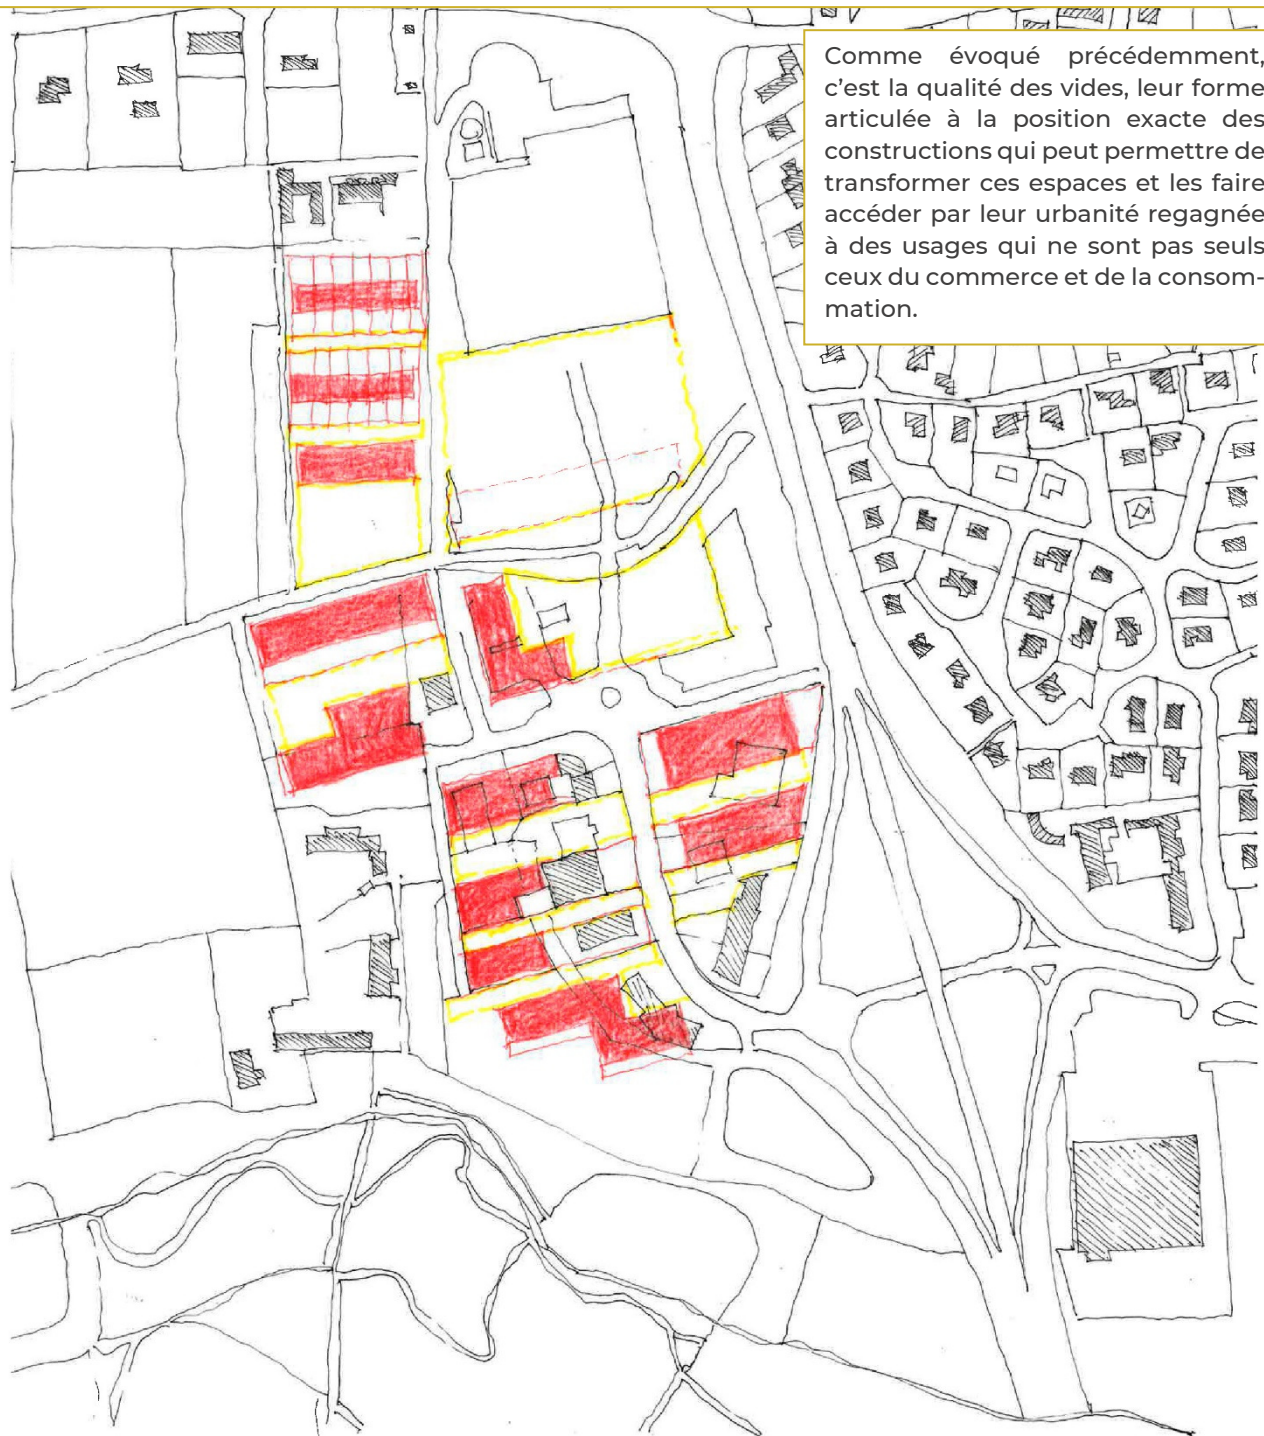 Comme évoqué précédemment,
c’est la qualité des vides, leur forme
articulée à la position exacte des
constructions qui peut permettre de
transformer ces espaces et les faire
accéder par leur urbanité regagnée
à des usages qui ne sont pas seuls
ceux du commerce et de la consom-
mation.